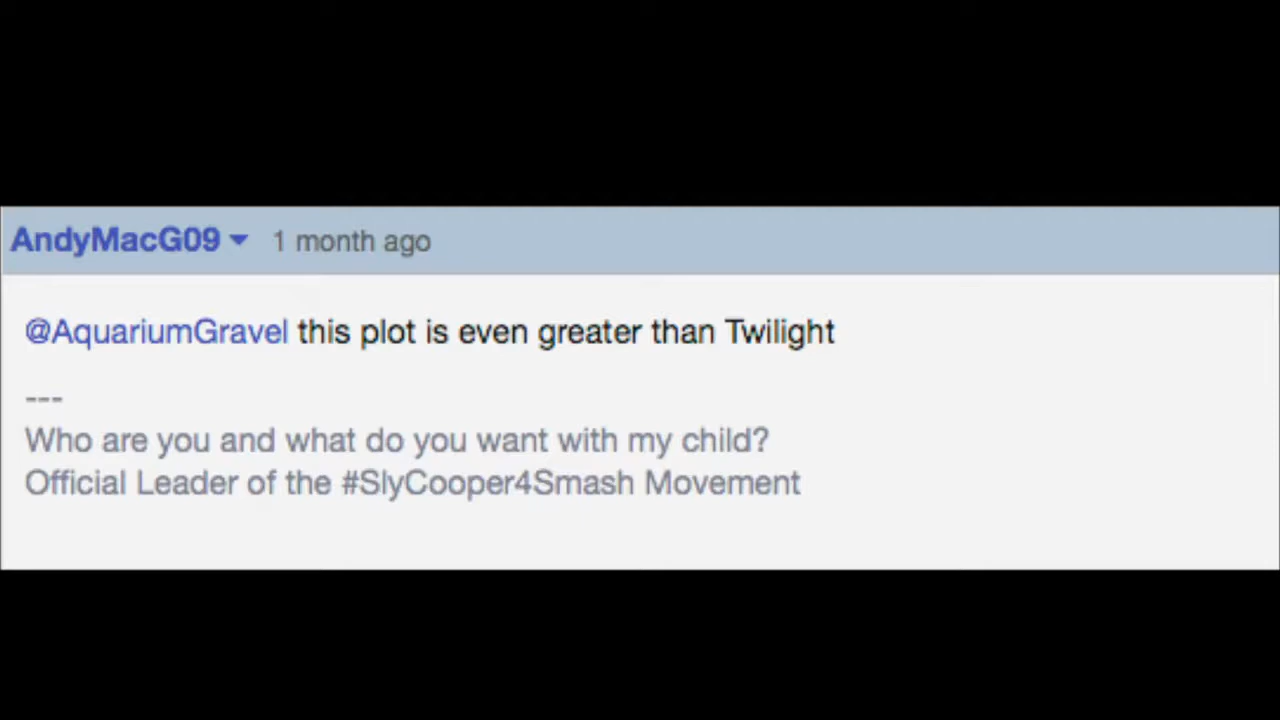 AndyMacG09 1 month ago
@AquariumGravel this plot is even greater than Twilight
---
Who are you and what do you want with my child?
Official Leader of the #SlyCooper4Smash Movement